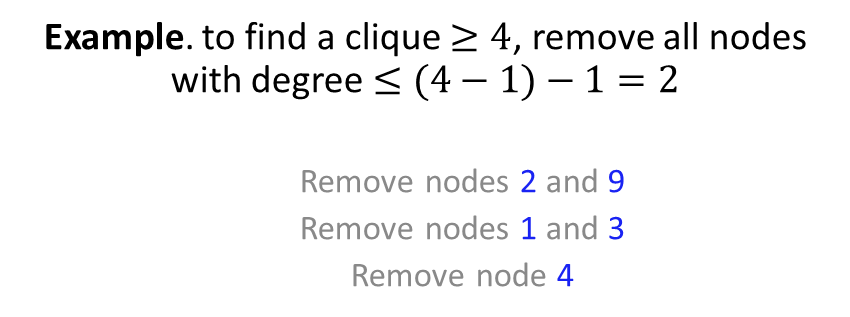 Example. to find a clique ≥ 4, remove all nodes
with degree ≤ (4 − 1) − 1 = 2
Remove nodes 2 and 9
Remove nodes 1 and 3
Remove node 4